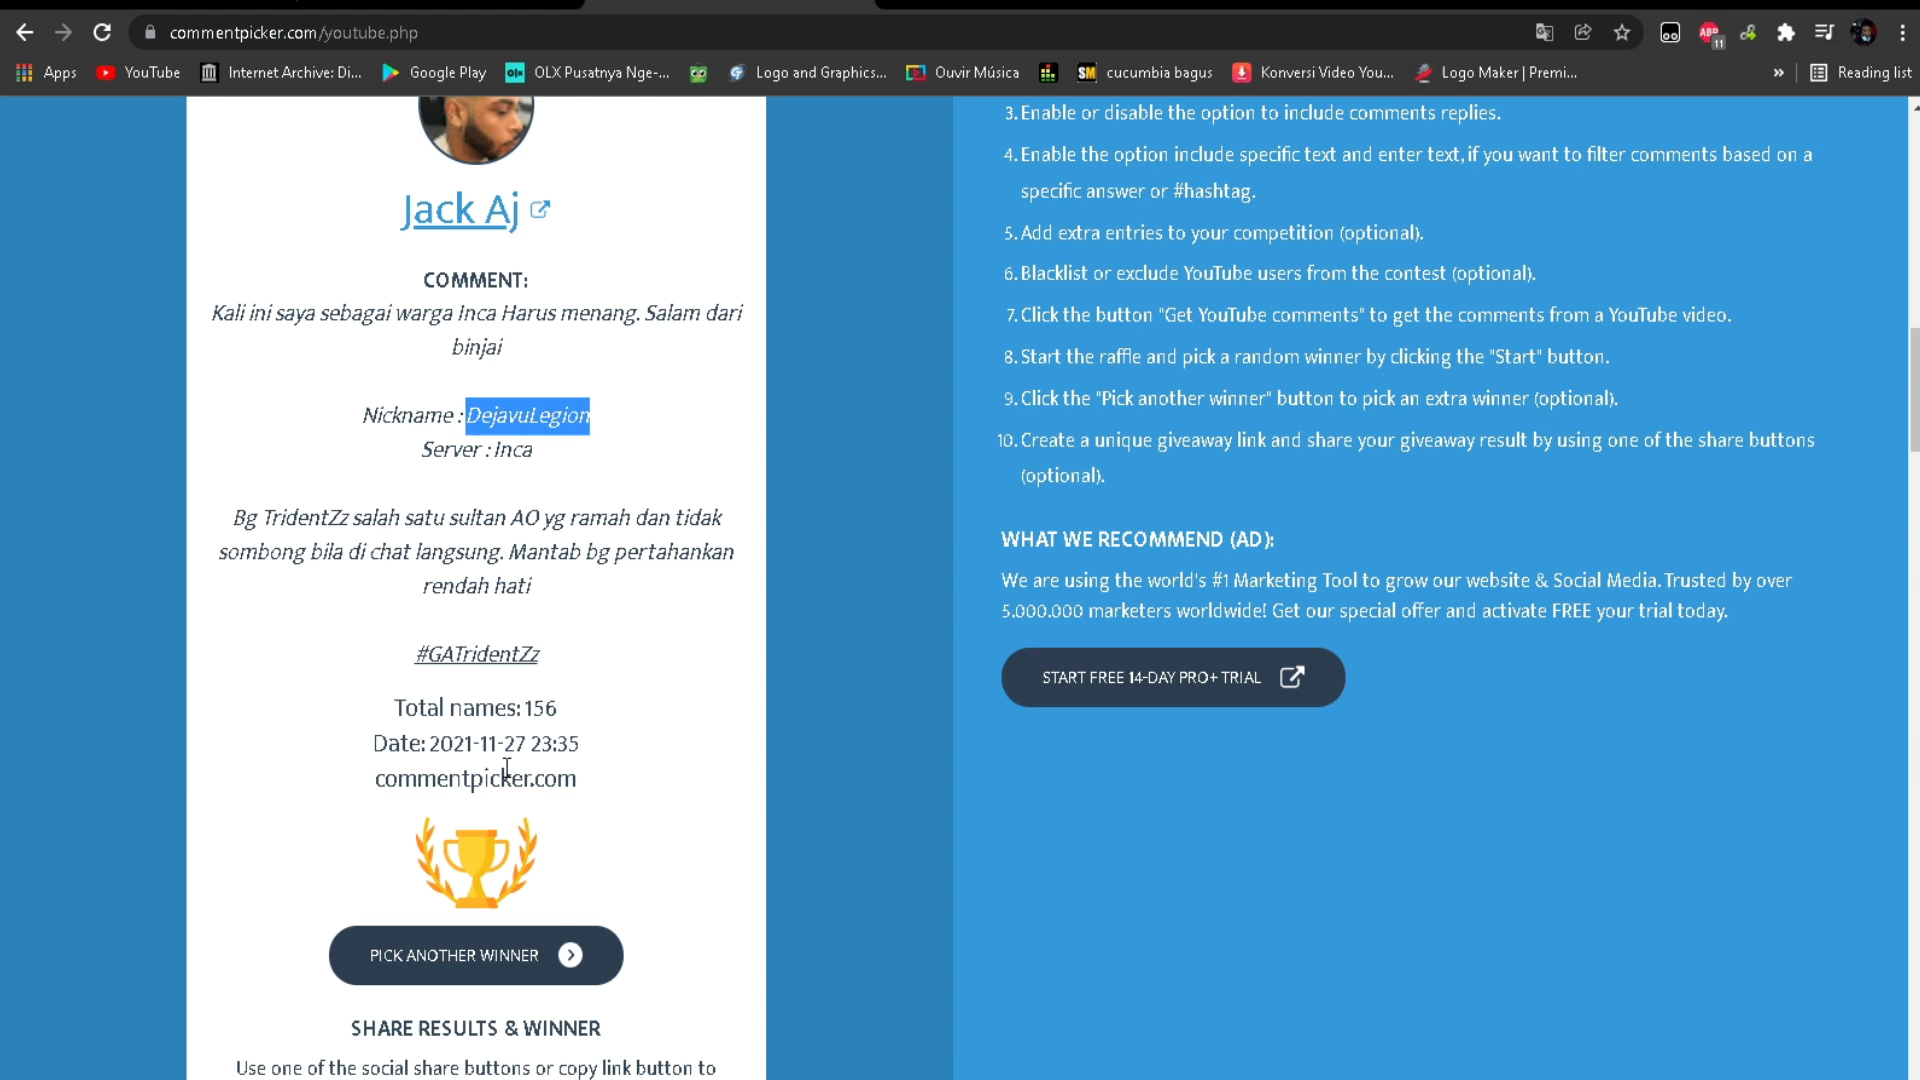 commentpicker.com/youtube.php
ABP
11
Apps
YouTube
Internet Archive: Di...
Google Play
OLX Pusatnya Nge-...
Logo and Graphics...
Ouvir Música
SM cucumbia bagus
Konversi Video You...
Logo Maker | Premi...
»
Reading list
Jack Aj
COMMENT:
Kali ini saya sebagai warga Inca Harus menang. Salam dari
binjai
Nickname : DejavuLegion
Server : Inca
Bg TridentZz salah satu sultan AO yg ramah dan tidak
sombong bila di chat langsung. Mantab bg pertahankan
rendah hati
#GATridentZz
Total names: 156
Date: 2021-11-27 23:35
commentpicker.com
PICK ANOTHER WINNER
SHARE RESULTS & WINNER
Use one of the social share buttons or copy link button to
3. Enable or disable the option to include comments replies.
4. Enable the option include specific text and enter text, if you want to filter comments based on a
specific answer or #hashtag.
5. Add extra entries to your competition (optional).
6. Blacklist or exclude YouTube users from the contest (optional).
7. Click the button "Get YouTube comments" to get the comments from a YouTube video.
8. Start the raffle and pick a random winner by clicking the "Start" button.
9. Click the "Pick another winner" button to pick an extra winner (optional).
10. Create a unique giveaway link and share your giveaway result by using one of the share buttons
(optional).
WHAT WE RECOMMEND (AD):
We are using the world's #1 Marketing Tool to grow our website & Social Media. Trusted by over
5.000.000 marketers worldwide! Get our special offer and activate FREE your trial today.
START FREE 14-DAY PRO+ TRIAL